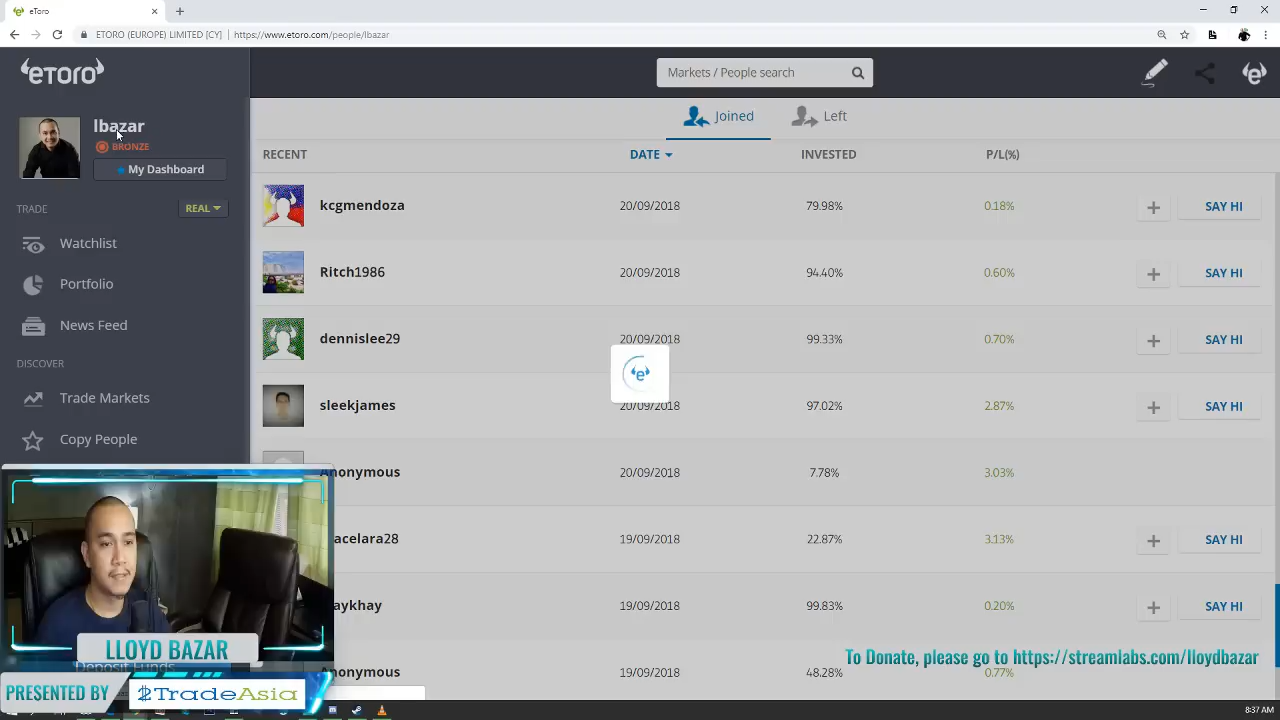 eToro
ETORO (EUROPE) LIMITED [CY]
https://www.etoro.com/people/lbazar
eToro
Markets / People search
lbazar
BRONZE
My Dashboard
Joined
Left
RECENT
DATE
INVESTED
P/L(%)
TRADE
REAL
Watchlist
Portfolio
News Feed
DISCOVER
Trade Markets
Copy People
kcgmendoza
20/09/2018
79.98%
0.18%
SAY HI
Ritch1986
20/09/2018
94.40%
0.60%
SAY HI
dennislee29
20/09/2018
99.33%
0.70%
SAY HI
sleekjames
20/09/2018
97.02%
2.87%
SAY HI
Anonymous
20/09/2018
7.78%
3.03%
acelara28
19/09/2018
22.87%
3.13%
SAY HI
aykhay
19/09/2018
99.83%
0.20%
SAY HI
Anonymous
19/09/2018
48.28%
0.77%
LLOYD BAZAR
Deposit Funds
PRESENTED BY
$TradeAsia
To Donate, please go to https://streamlabs.com/lloydbazar
8:37 AM